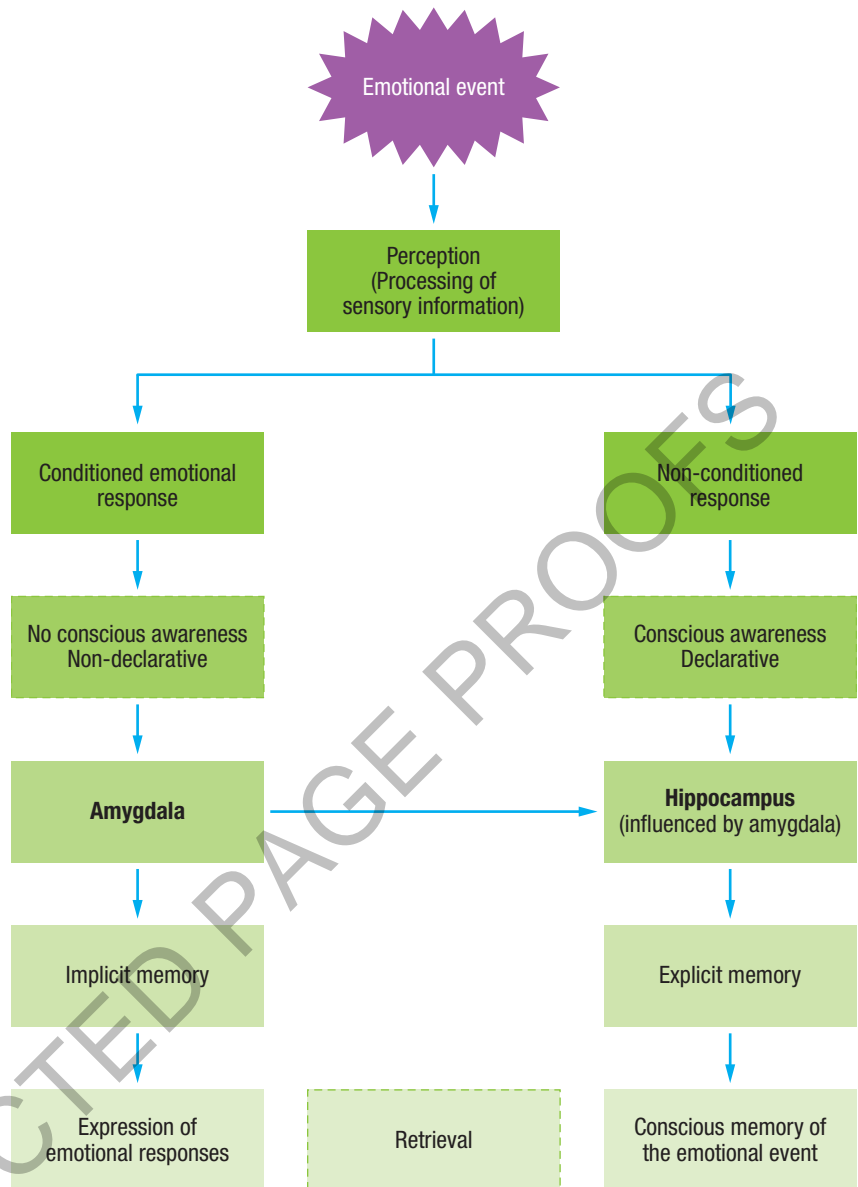 Emotional event
Perception
(Processing of
sensory information)
Conditioned emotional
response
Non-conditioned
response
No conscious awareness
Non-declarative
Conscious awareness
Declarative
Amygdala
Hippocampus
(influenced by amygdala)
Implicit memory
Explicit memory
Expression of
emotional responses
Retrieval
Conscious memory of
the emotional event
CTED PAGE PROOFS